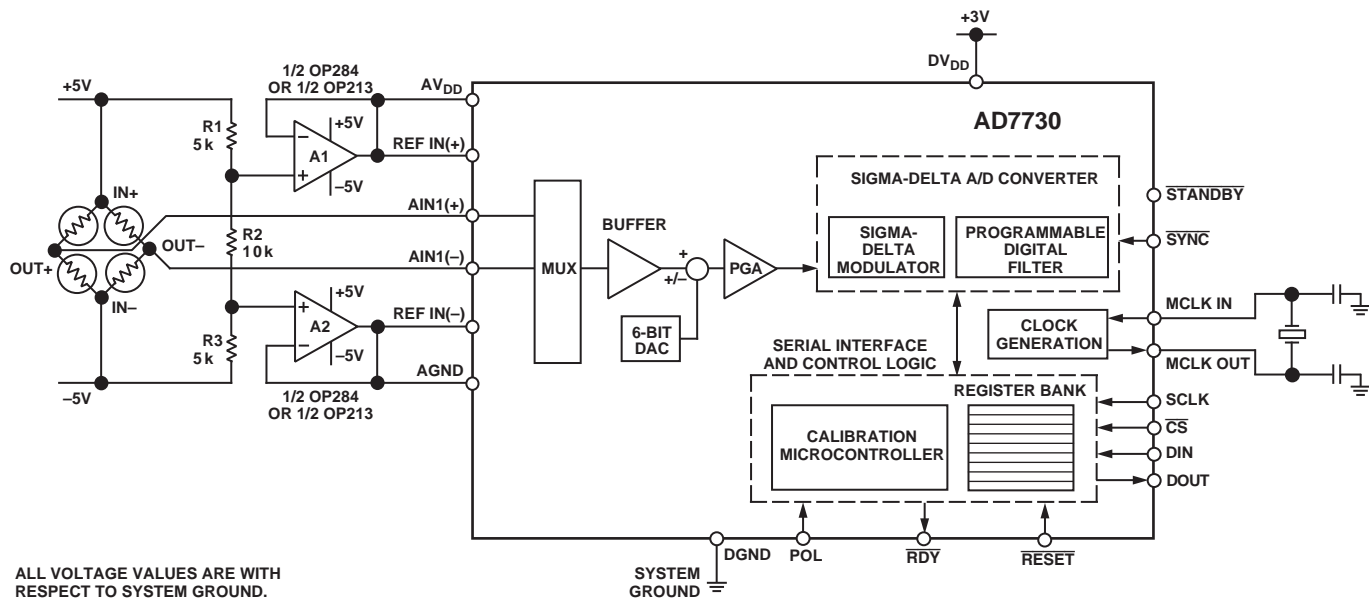 +3V
DVDD
1/2 OP284
OR 1/2 OP213
AVDD
+5V
R1
5k
+5V
−
A1
+
−5V
REF IN(+)
AD7730
SIGMA-DELTA A/D CONVERTER
STANDBY
IN+
AIN1(+)
BUFFER
SIGMA-
DELTA
MODULATOR
PROGRAMMABLE
DIGITAL
FILTER
SYNC
OUT−
R2
10k
OUT+
AIN1(−)
MUX
+
+/−
PGA
IN−
+5V
+
A2
−
−5V
REF IN(−)
6-BIT
DAC
MCLK IN
CLOCK
GENERATION
MCLK OUT
R3
5k
SERIAL INTERFACE
AND CONTROL LOGIC
AGND
−5V
1/2 OP284
OR 1/2 OP213
REGISTER BANK
SCLK
CS
CALIBRATION
MICROCONTROLLER
DIN
DOUT
DGND
POL
RDY
RESET
SYSTEM
GROUND
ALL VOLTAGE VALUES ARE WITH
RESPECT TO SYSTEM GROUND.